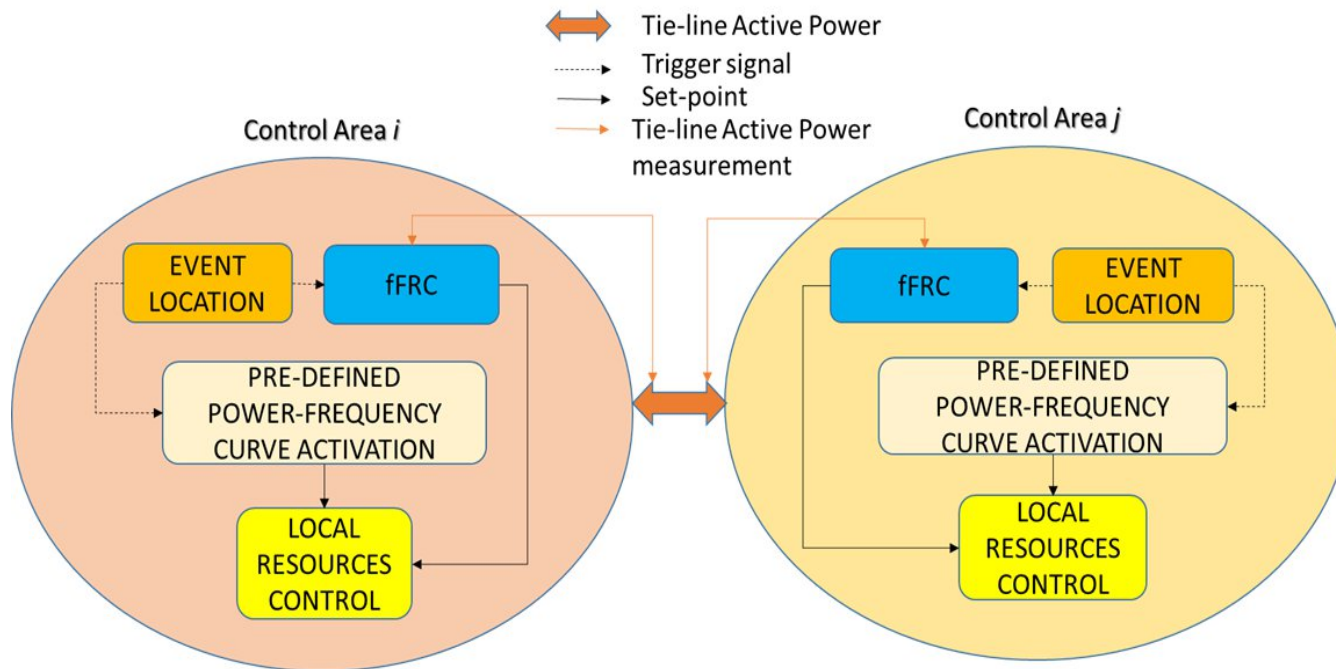 Tie-line Active Power
Trigger signal
Set-point
Tie-line Active Power
measurement
Control Area i
EVENT
LOCATION
fFRC
PRE-DEFINED
POWER-FREQUENCY
CURVE ACTIVATION
LOCAL
RESOURCES
CONTROL
Control Area j
fFRC
EVENT
LOCATION
PRE-DEFINED
POWER-FREQUENCY
CURVE ACTIVATION
LOCAL
RESOURCES
CONTROL